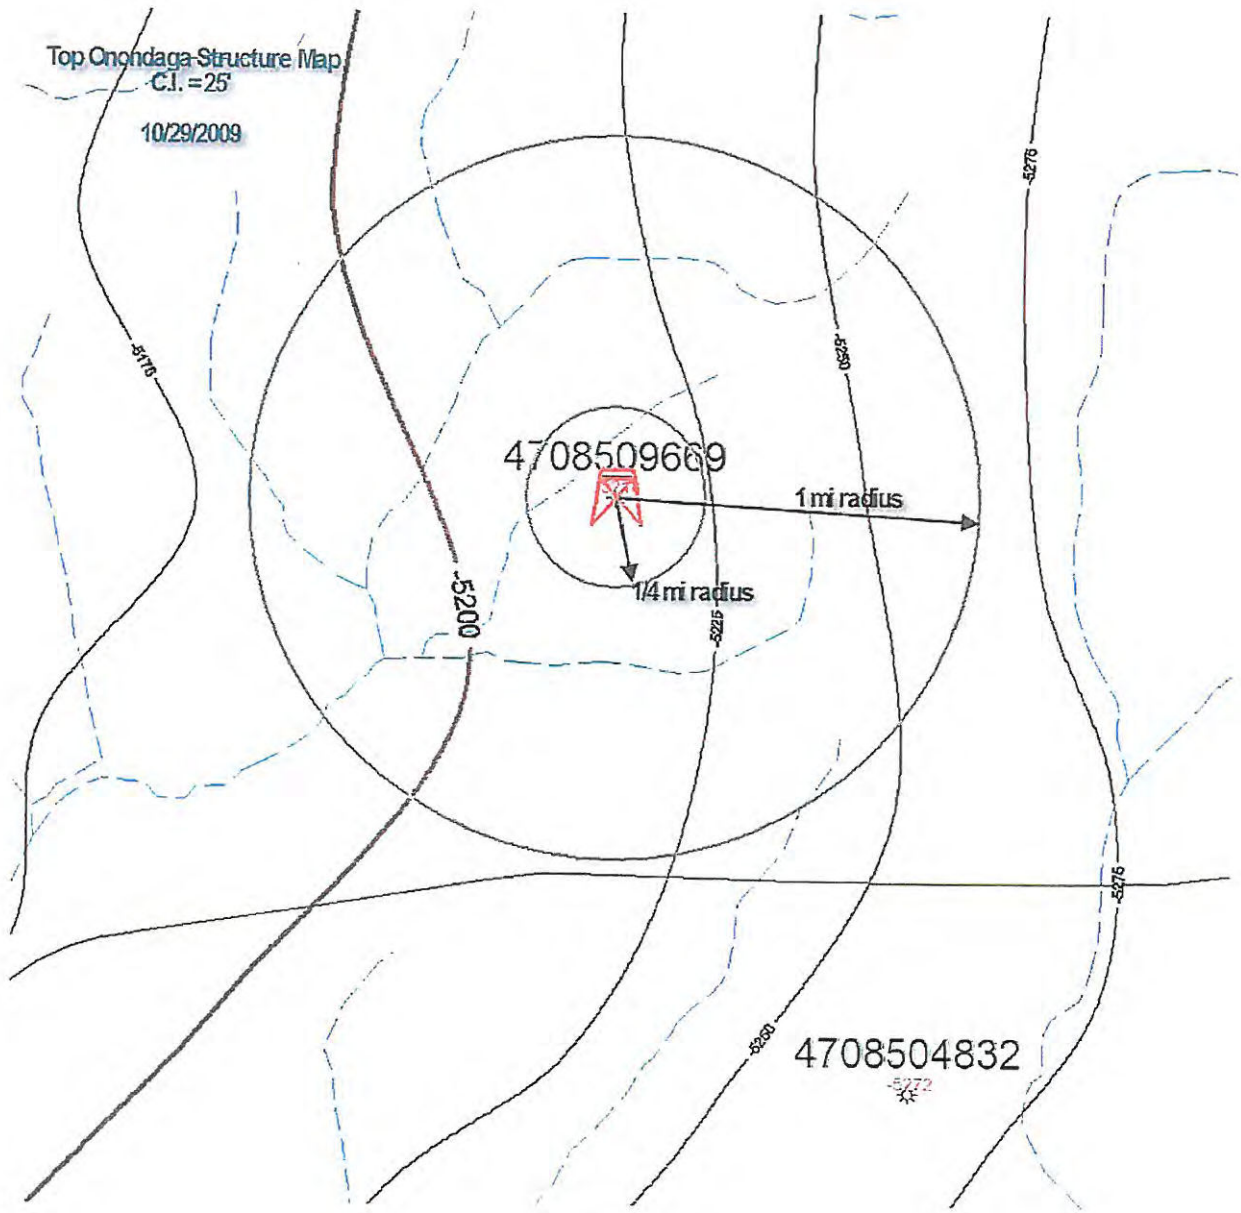 Top Onondaga Structure Map
C.I. = 25'
10/29/2009
-5275
-5175
-5250
4708509669
1 mi radius
1/4 mi radius
-5200
-5225
-5275
-5250
4708504832
-5272